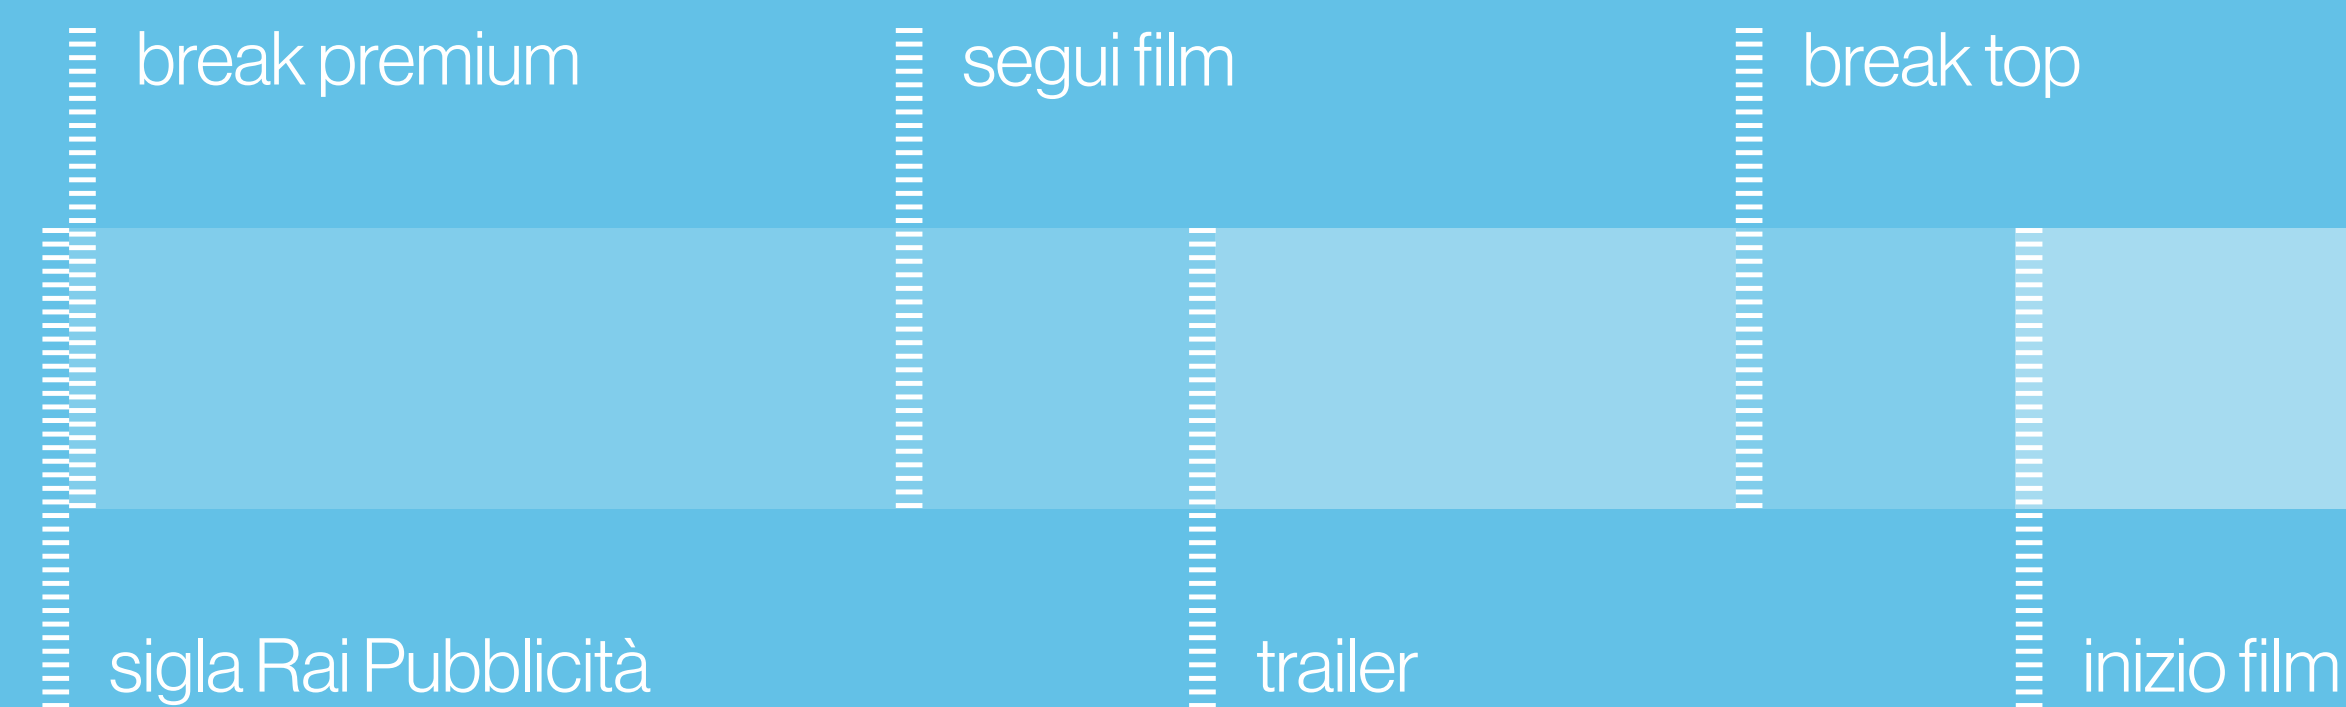 break premium
segui film
break top
sigla Rai Pubblicità
trailer
inizio film